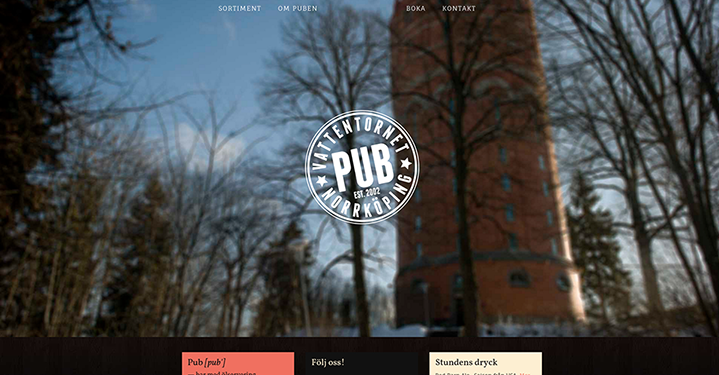 SORTIMENT OM PUBEN BOKA KONTAKT
VATTENTORNET
PUB
EST. 2002
NORRKÖPING
Pub [pub']
Följ oss!
Stundens dryck